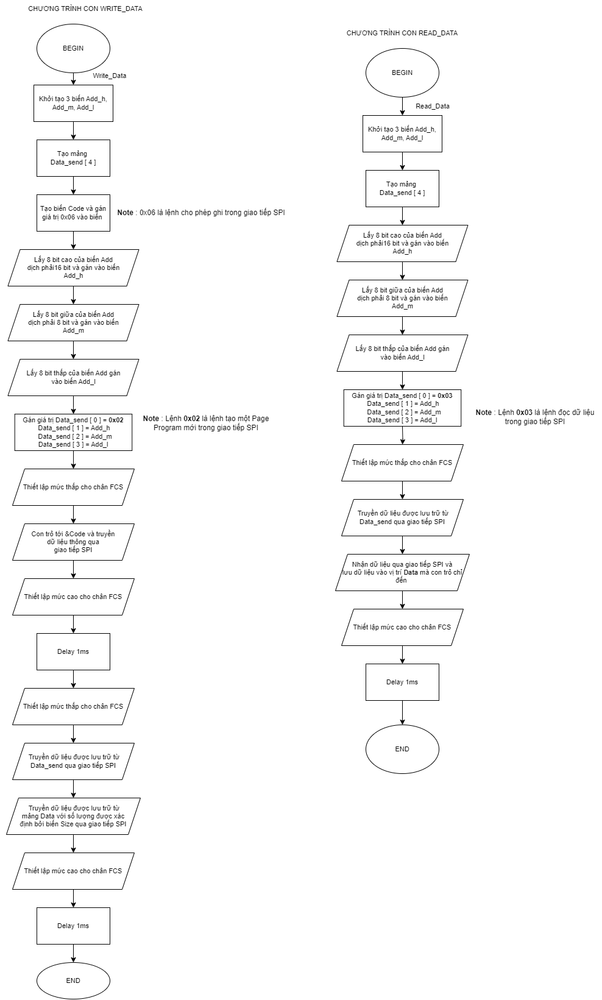 CHƯƠNG TRÌNH CON WRITE_DATA
BEGIN
Write_Data
Khởi tạo 3 biến Add_h,
Add_m, Add_l
Tạo mảng
Data_send [ 4 ]
Tạo biến Code và gán
giá trị 0x06 vào biến
Note : 0x06 là lệnh cho phép ghi trong giao tiếp SPI
Lấy 8 bit cao của biến Add
dịch phải16 bit và gán vào biến
Add_h
Lấy 8 bit giữa của biến Add
dịch phải 8 bit và gán vào biến
Add_m
Lấy 8 bit thấp của biến Add gán
vào biến Add_l
Gán giá trị Data_send [ 0 ] = 0x02
Data_send [ 1 ] = Add_h
Data_send [ 2 ] = Add_m
Data_send [ 3 ] = Add_l
Note : Lệnh 0x02 là lệnh tạo một Page
Program mới trong giao tiếp SPI
Thiết lập mức thấp cho chân FCS
Con trỏ tới &Code và truyền
dữ liệu thông qua
giao tiếp SPI
Thiết lập mức cao cho chân FCS
Delay 1ms
Thiết lập mức thấp cho chân FCS
Truyền dữ liệu được lưu trữ từ
Data_send qua giao tiếp SPI
Truyền dữ liệu được lưu trữ từ
mảng Data với số lượng được xác
định bởi biến Size qua giao tiếp SPI
Thiết lập mức cao cho chân FCS
Delay 1ms
END
CHƯƠNG TRÌNH CON READ_DATA
BEGIN
Read_Data
Khởi tạo 3 biến Add_h,
Add_m, Add_l
Tạo mảng
Data_send [ 4 ]
Lấy 8 bit cao của biến Add
dịch phải16 bit và gán vào biến
Add_h
Lấy 8 bit giữa của biến Add
dịch phải 8 bit và gán vào biến
Add_m
Lấy 8 bit thấp của biến Add gán
vào biến Add_l
Gán giá trị Data_send [ 0 ] = 0x03
Data_send [ 1 ] = Add_h
Data_send [ 2 ] = Add_m
Data_send [ 3 ] = Add_l
Note : Lệnh 0x03 là lệnh đọc dữ liệu
trong giao tiếp SPI
Thiết lập mức thấp cho chân FCS
Truyền dữ liệu được lưu trữ từ
Data_send qua giao tiếp SPI
Nhận dữ liệu qua giao tiếp SPI và
lưu dữ liệu vào vị trí Data mà con trỏ chỉ
đến
Thiết lập mức cao cho chân FCS
Delay 1ms
END